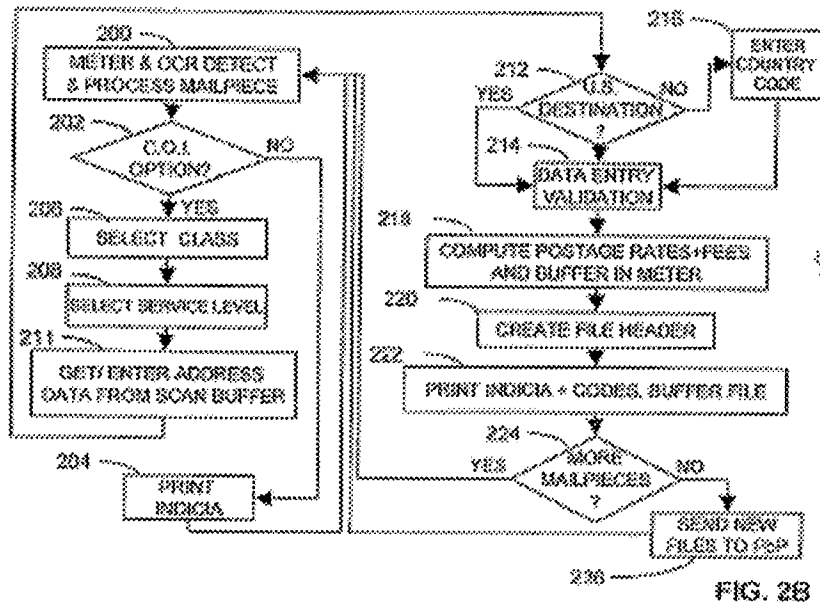 200
METER & OCR DETECT
& PROCESS MAILPIECE
202
C.O.I.
OPTION?
NO
YES
206
SELECT CLASS
208
SELECT SERVICE LEVEL
211
GET/ ENTER ADDRESS
DATA FROM SCAN BUFFER
204
PRINT
INDICIA
212
U.S.
DESTINATION
?
YES
NO
216
ENTER
COUNTRY
CODE
214
DATA ENTRY
VALIDATION
218
COMPUTE POSTAGE RATES+FEES
AND BUFFER IN METER
220
CREATE FILE HEADER
222
PRINT INDICIA + CODES, BUFFER FILE
224
MORE
MAILPIECES
?
YES
NO
SEND NEW
FILES TO PoP
236
FIG. 2B